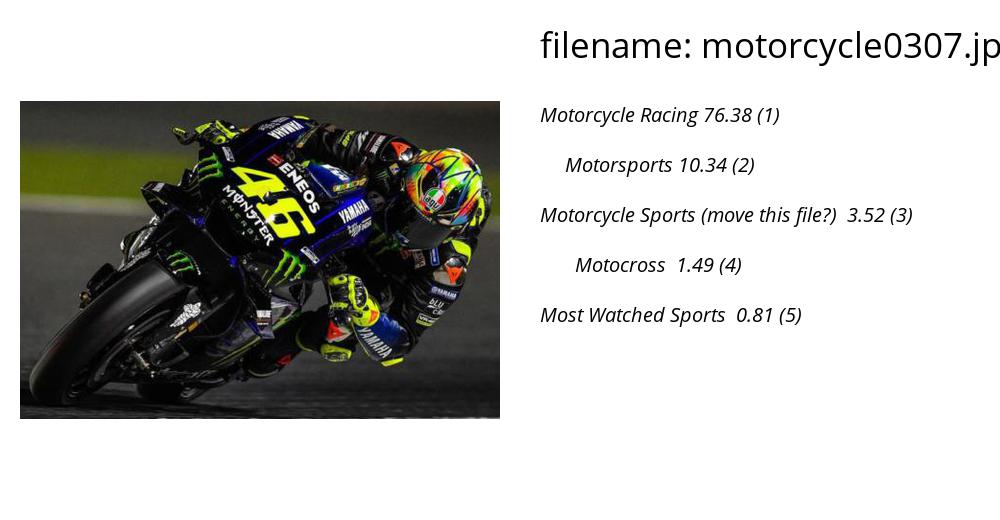 filename: motorcycle0307.jp
Motorcycle Racing 76.38 (1)
Motorsports 10.34 (2)
Motorcycle Sports (move this file?) 3.52 (3)
Motocross 1.49 (4)
Most Watched Sports 0.81 (5)
YAMAHA
ENEOS
46
YAMAHA
MONSTER
ENERGY
YAMAHA
YAMAHA